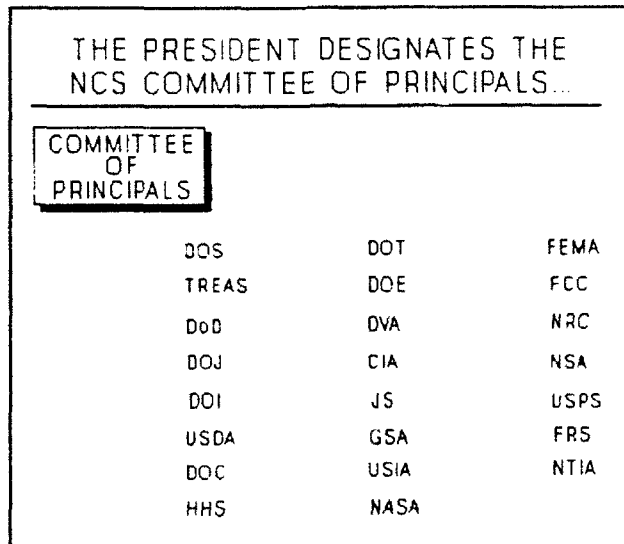 THE PRESIDENT DESIGNATES THE
NCS COMMITTEE OF PRINCIPALS...
COMMITTEE
OF
PRINCIPALS
DOS DOT FEMA
TREAS DOE FCC
DoD DVA NRC
DOJ CIA NSA
DOI JS USPS
USDA GSA FRS
DOC USIA NTIA
HHS NASA